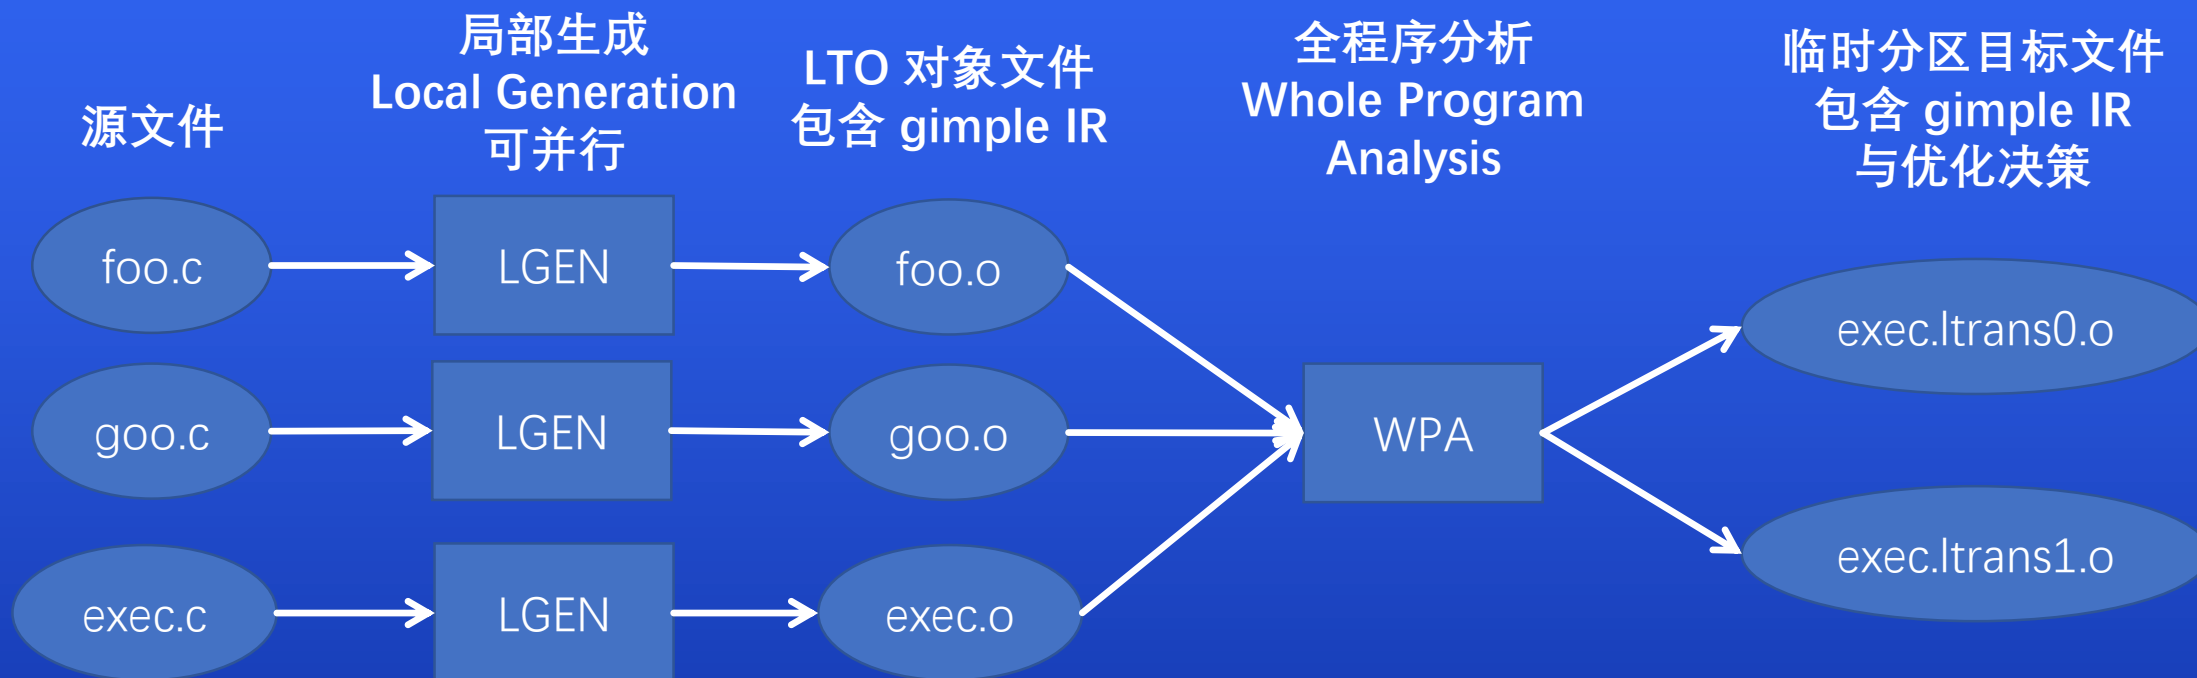 源文件
局部生成
Local Generation
可并行
LTO 对象文件
包含 gimple IR
全程序分析
Whole Program
Analysis
临时分区目标文件
包含 gimple IR
与优化决策
foo.c
LGEN
foo.o
exec.ltrans0.o
goo.c
LGEN
goo.o
WPA
exec.ltrans1.o
exec.c
LGEN
exec.o